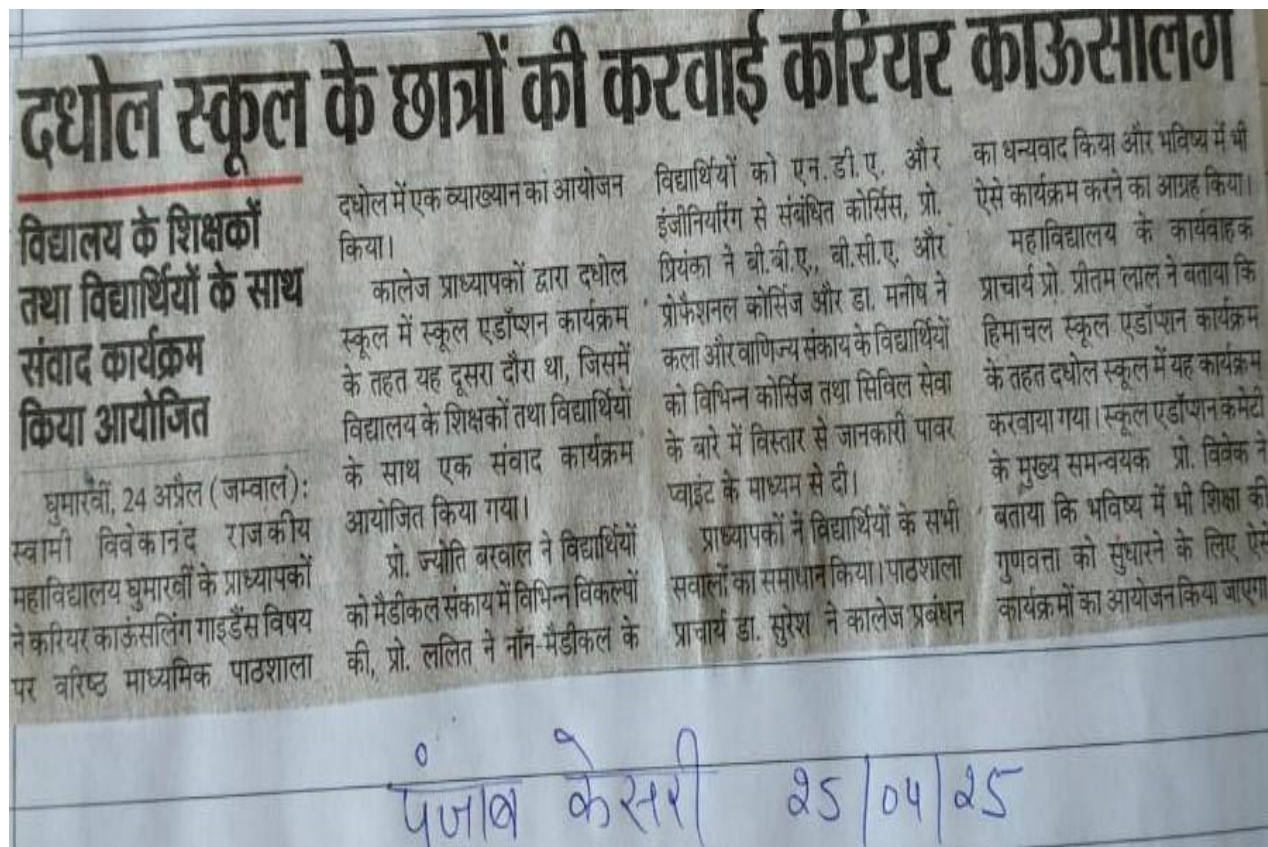 दधोल स्कूल के छात्रों की करवाई करियर काऊंसलिंग
विद्यालय के शिक्षकों
तथा विद्यार्थियों के साथ
संवाद कार्यक्रम
किया आयोजित
घुमारवीं, 24 अप्रैल (जम्वाल):
स्वामी विवेकानंद राजकीय
महाविद्यालय घुमारवीं के प्राध्यापकों
ने करियर काऊंसलिंग गाइडैंस विषय
पर वरिष्ठ माध्यमिक पाठशाला
दधोल में एक व्याख्यान का आयोजन
किया।
कालेज प्राध्यापकों द्वारा दधोल
स्कूल में स्कूल एडॉप्शन कार्यक्रम
के तहत यह दूसरा दौरा था, जिसमें
विद्यालय के शिक्षकों तथा विद्यार्थियों
के साथ एक संवाद कार्यक्रम
आयोजित किया गया।
प्रो. ज्योति बरवाल ने विद्यार्थियों
को मैडीकल संकाय में विभिन्न विकल्पों
की, प्रो. ललित ने नॉन-मैडीकल के
विद्यार्थियों को एन.डी.ए. और
इंजीनियरिंग से संबंधित कोर्सिस, प्रो.
प्रियंका ने बी.बी.ए., बी.सी.ए. और
प्रोफैशनल कोर्सिज और डा. मनीष ने
कला और वाणिज्य संकाय के विद्यार्थियों
को विभिन्न कोर्सिज तथा सिविल सेवा
के बारे में विस्तार से जानकारी पावर
प्वाइंट के माध्यम से दी।
प्राध्यापकों ने विद्यार्थियों के सभी
सवालों का समाधान किया। पाठशाला
प्राचार्य डा. सुरेश ने कालेज प्रबंधन
का धन्यवाद किया और भविष्य में भी
ऐसे कार्यक्रम करने का आग्रह किया।
महाविद्यालय के कार्यवाहक
प्राचार्य प्रो. प्रीतम लाल ने बताया कि
हिमाचल स्कूल एडॉप्शन कार्यक्रम
के तहत दधोल स्कूल में यह कार्यक्रम
करवाया गया। स्कूल एडॉप्शन कमेटी
के मुख्य समन्वयक प्रो. विवेक ने
बताया कि भविष्य में भी शिक्षा की
गुणवत्ता को सुधारने के लिए ऐसे
कार्यक्रमों का आयोजन किया जाएगा
पंजाब केसरी 25/04/25